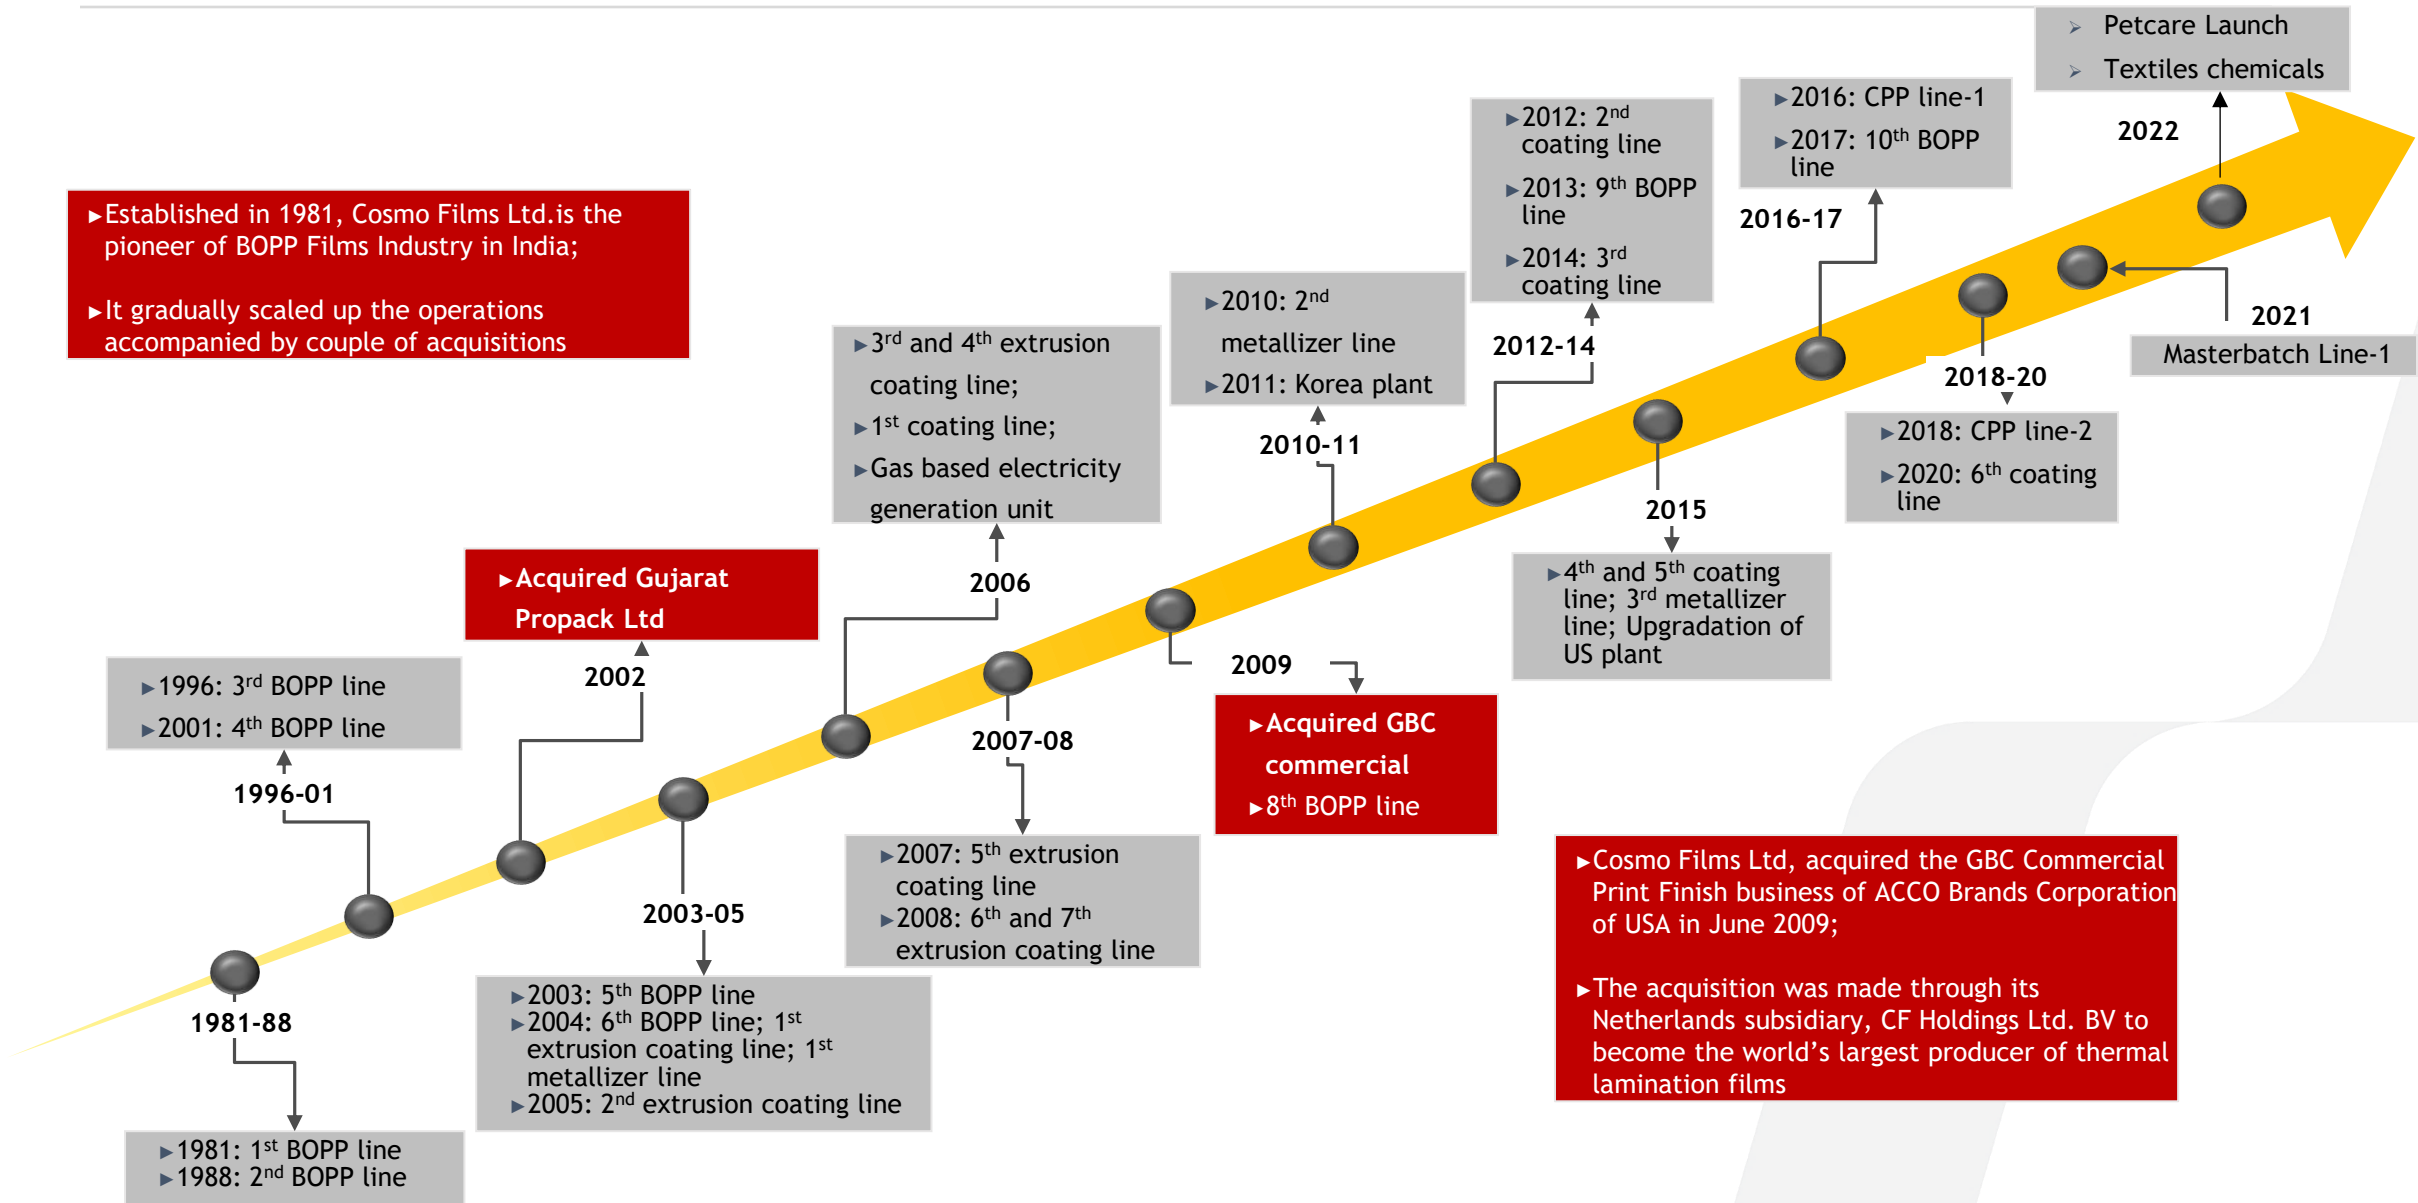 ➢ Petcare Launch
➢ Textiles chemicals
2022
►2016: CPP line-1
►2017: 10th BOPP
line
2016-17
►2012: 2nd
coating line
►2013: 9th BOPP
line
►2014: 3rd
coating line
2012-14
►Established in 1981, Cosmo Films Ltd.is the
pioneer of BOPP Films Industry in India;
►It gradually scaled up the operations
accompanied by couple of acquisitions
►2010: 2nd
metallizer line
►2011: Korea plant
2010-11
2021
Masterbatch Line-1
►3rd and 4th extrusion
coating line;
►1st coating line;
►Gas based electricity
generation unit
2006
2018-20
►2018: CPP line-2
►2020: 6th coating
line
2015
►4th and 5th coating
line; 3rd metallizer
line; Upgradation of
US plant
►Acquired Gujarat
Propack Ltd
2002
►1996: 3rd BOPP line
►2001: 4th BOPP line
1996-01
2009
►Acquired GBC
commercial
►8th BOPP line
2007-08
►2007: 5th extrusion
coating line
►2008: 6th and 7th
extrusion coating line
2003-05
►2003: 5th BOPP line
►2004: 6th BOPP line; 1st
extrusion coating line; 1st
metallizer line
►2005: 2nd extrusion coating line
►Cosmo Films Ltd, acquired the GBC Commercial
Print Finish business of ACCO Brands Corporation
of USA in June 2009;
►The acquisition was made through its
Netherlands subsidiary, CF Holdings Ltd. BV to
become the world’s largest producer of thermal
lamination films
1981-88
►1981: 1st BOPP line
►1988: 2nd BOPP line